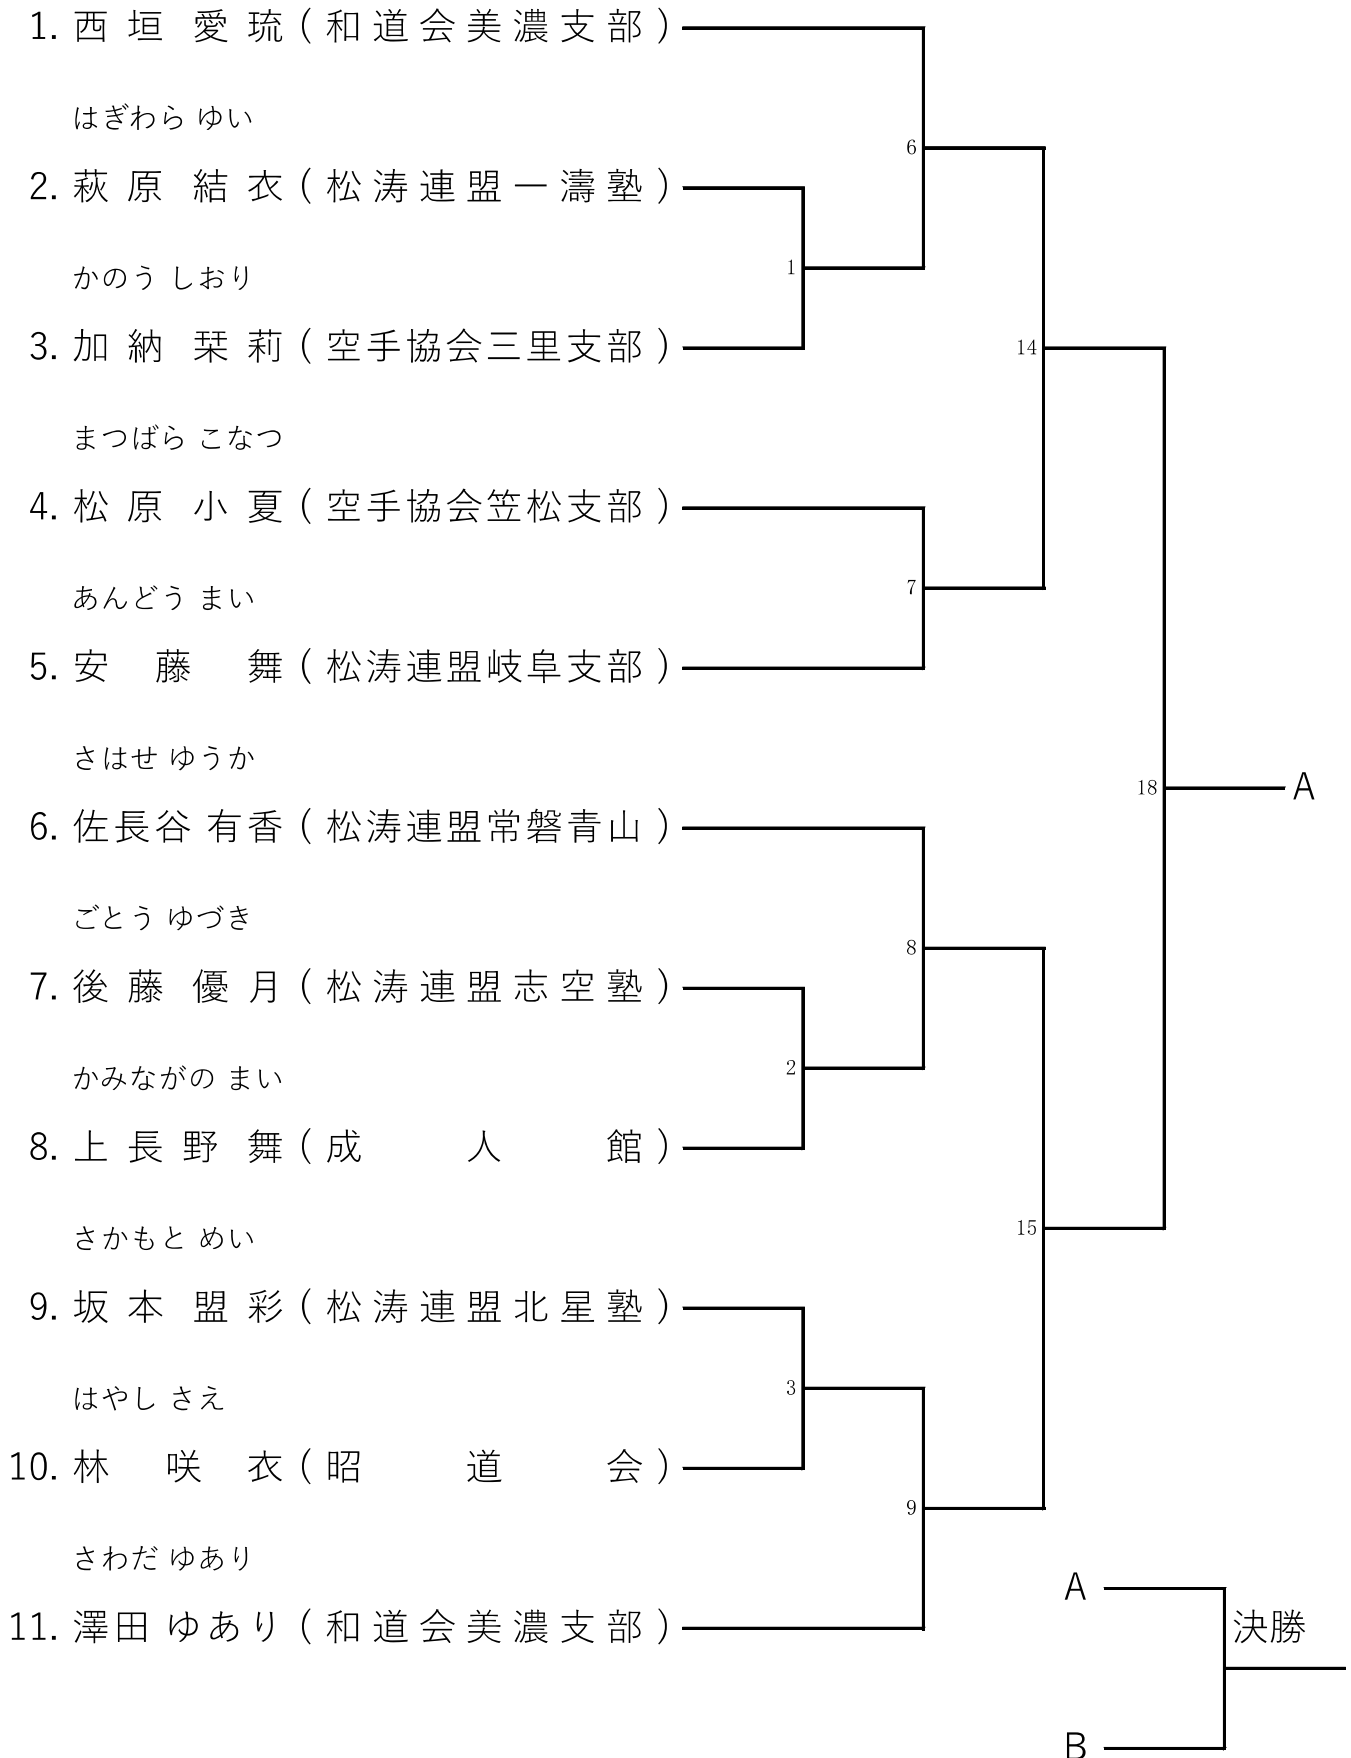 1. 西垣 愛琉 (和道会美濃支部)
はぎわら ゆい
6
2. 萩原 結衣 (松涛連盟一濤塾)
かのう しおり
1
3. 加納 栞莉 (空手協会三里支部)
14
まつばら こなつ
4. 松原 小夏 (空手協会笠松支部)
あんどう まい
7
5. 安藤 舞 (松涛連盟岐阜支部)
さはせ ゆうか
18 A
6. 佐長谷 有香 (松涛連盟常磐青山)
ごとう ゆづき
8
7. 後藤 優月 (松涛連盟志空塾)
かみながの まい
2
8. 上長野 舞 (成人館)
さかもと めい
15
9. 坂本 盟彩 (松涛連盟北星塾)
はやし さえ
3
10. 林 咲衣 (昭道会)
9
さわだ ゆあり
A
11. 澤田 ゆあり (和道会美濃支部)
決勝
B